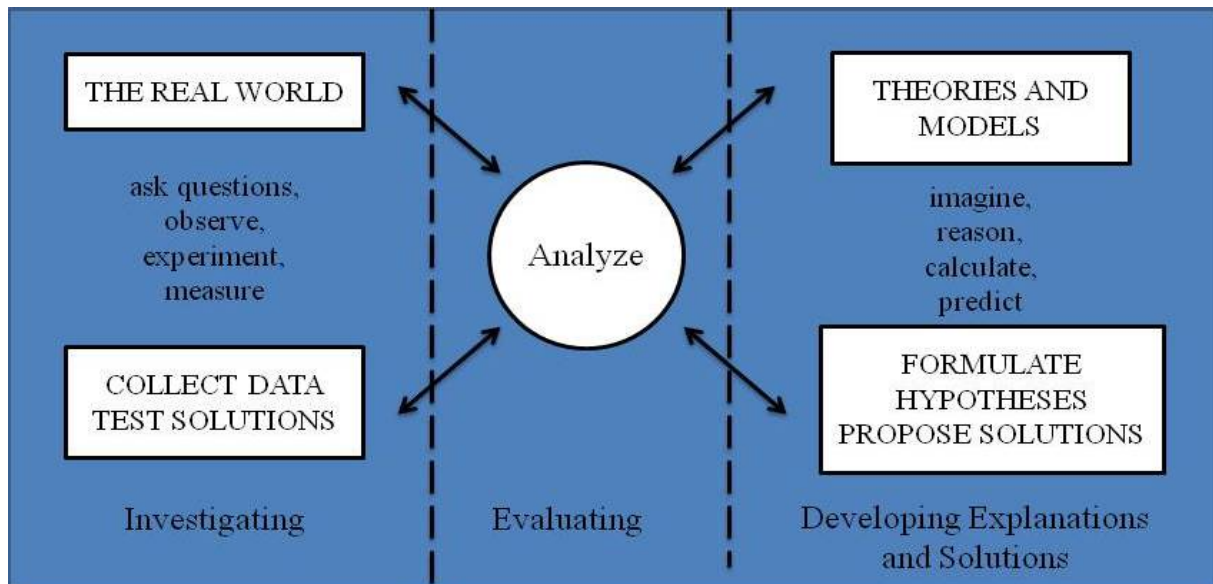 THE REAL WORLD
ask questions,
observe,
experiment,
measure
COLLECT DATA
TEST SOLUTIONS
Investigating
Analyze
Evaluating
THEORIES AND
MODELS
imagine,
reason,
calculate,
predict
FORMULATE
HYPOTHESES
PROPOSE SOLUTIONS
Developing Explanations
and Solutions